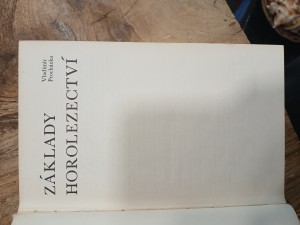 Vladimír
Procházka
ZÁKLADY
HOROLEZECTVÍ